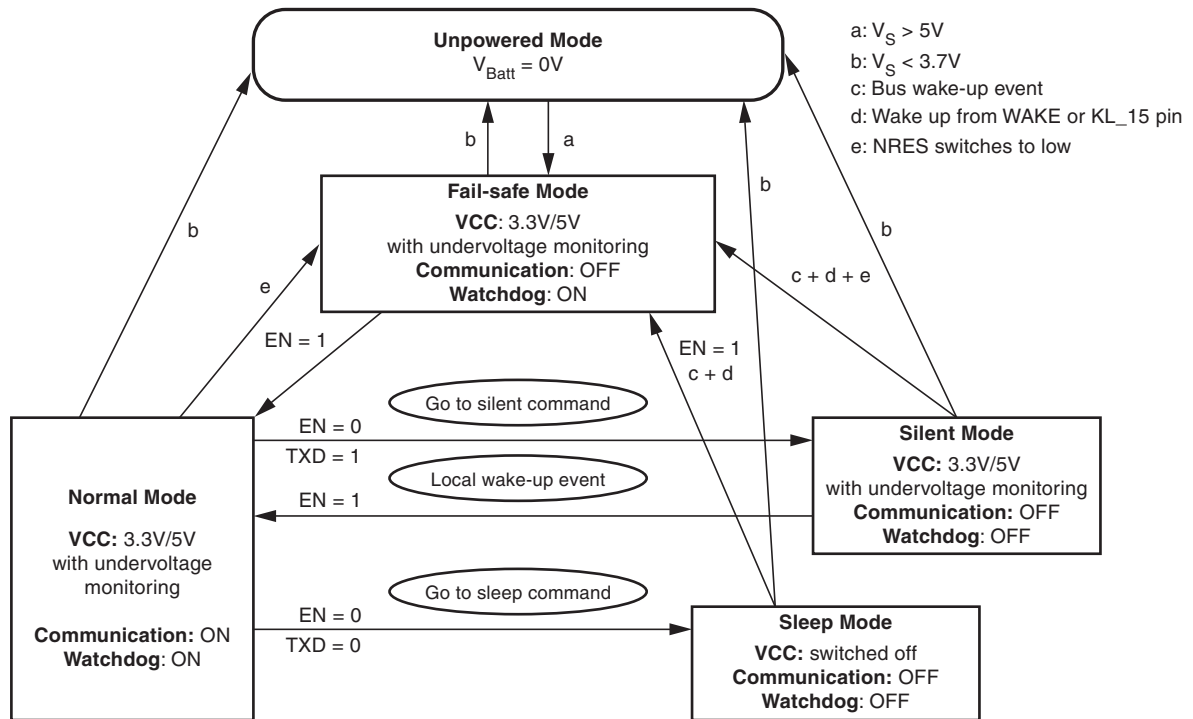 Unpowered Mode
V_Batt = 0V
a: V_S > 5V
b: V_S < 3.7V
c: Bus wake-up event
d: Wake up from WAKE or KL_15 pin
e: NRES switches to low
b
a
b
b
b
Fail-safe Mode
VCC: 3.3V/5V
with undervoltage monitoring
Communication: OFF
Watchdog: ON
e
c + d + e
EN = 1
EN = 1
c + d
Go to silent command
EN = 0
TXD = 1
Local wake-up event
EN = 1
Silent Mode
VCC: 3.3V/5V
with undervoltage monitoring
Communication: OFF
Watchdog: OFF
Normal Mode
VCC: 3.3V/5V
with undervoltage
monitoring
Communication: ON
Watchdog: ON
Go to sleep command
EN = 0
TXD = 0
Sleep Mode
VCC: switched off
Communication: OFF
Watchdog: OFF